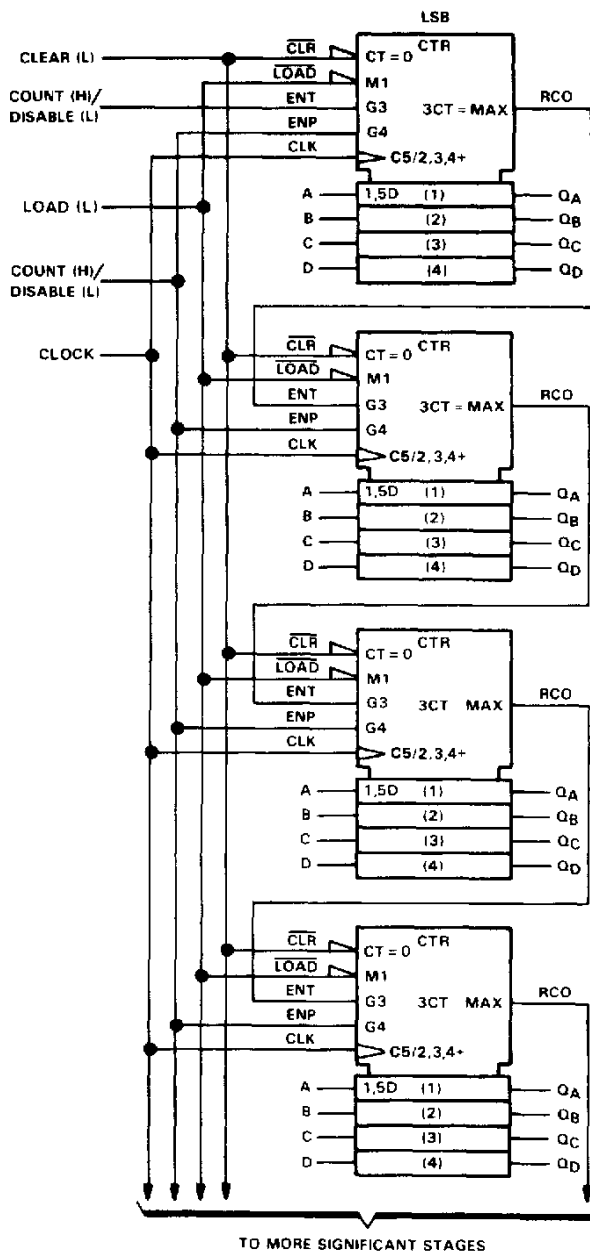 LSB
CLEAR (L)
CLR
CT = 0
CTR
LOAD
M1
COUNT (H)/
DISABLE (L)
ENT
G3
3CT = MAX
RCO
ENP
G4
CLK
C5/2,3,4+
A
1,5D
(1)
QA
LOAD (L)
B
(2)
QB
C
(3)
QC
D
(4)
QD
COUNT (H)/
DISABLE (L)
CLOCK
CLR
CT = 0
CTR
LOAD
M1
ENT
G3
3CT = MAX
RCO
ENP
G4
CLK
C5/2,3,4+
A
1,5D
(1)
QA
B
(2)
QB
C
(3)
QC
D
(4)
QD
CLR
CT = 0
CTR
LOAD
M1
ENT
G3
3CT MAX
RCO
ENP
G4
CLK
C5/2,3,4+
A
1,5D
(1)
QA
B
(2)
QB
C
(3)
QC
D
(4)
QD
CLR
CT = 0
CTR
LOAD
M1
ENT
G3
3CT MAX
RCO
ENP
G4
CLK
C5/2,3,4+
A
1,5D
(1)
QA
B
(2)
QB
C
(3)
QC
D
(4)
QD
TO MORE SIGNIFICANT STAGES